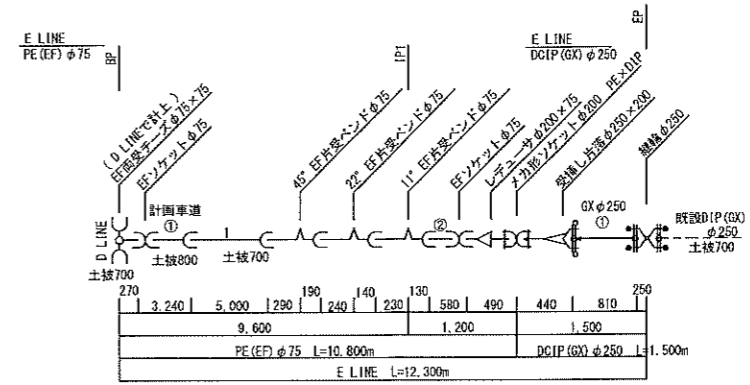 E LINE
PE(EF)φ75
BP
IP1
E LINE
DCIP(GX)φ250
EP
(D LINEで計上)
EF両受チーズφ75×75
EFソケットφ75
45° EF片受ベンドφ75
22° EF片受ベンドφ75
11° EF片受ベンドφ75
EFソケットφ75
レデューサφ200×75
メカ形ソケットφ200 PE×DIP
受挿し片落φ250×200
継輪φ250
計画車道
①
1
②
GXφ250
①
既設DIP(GX)
φ250
D LINE
土被700
土被800
土被700
土被700
270
3,240
5,000
290
190
240
140
230
130
580
490
440
810
250
9,600
1,200
1,500
PE(EF)φ75 L=10.800m
DCIP(GX)φ250 L=1.500m
E LINE L=12.300m